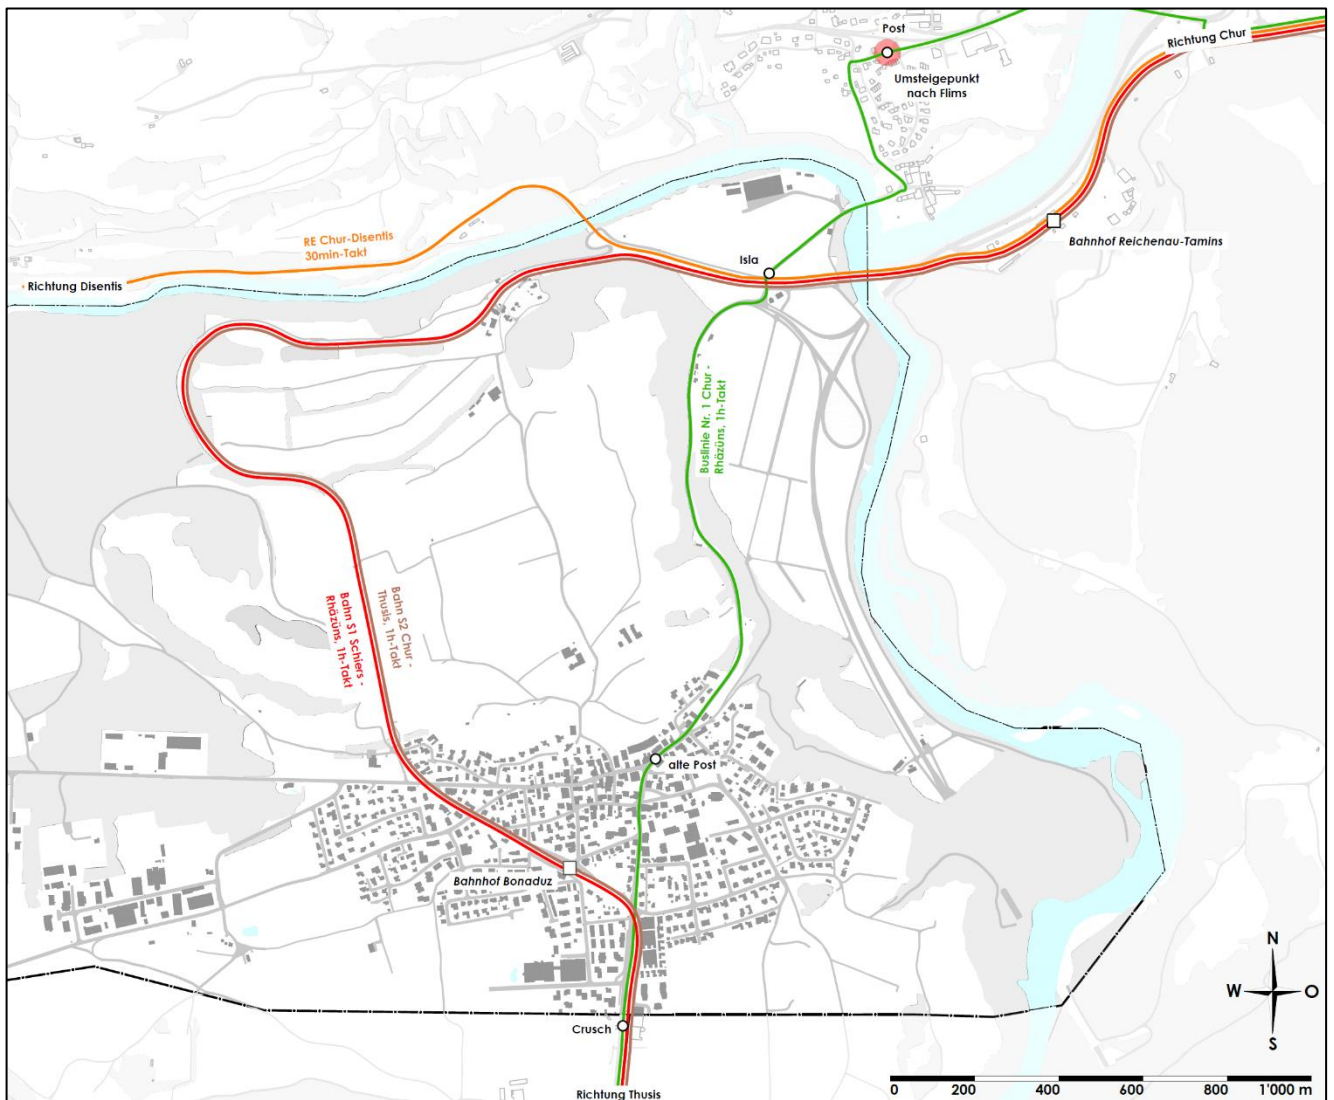 Post
Richtung Chur
Umsteigepunkt
nach Flims
RE Chur-Disentis
30min-Takt
Bahnhof Reichenau-Tamins
Isla
Richtung Disentis
Buslinie Nr. 1 Chur -
Rhäzüns, 1h-Takt
Bahn S2 Chur -
Thusis, 1h-Takt
Bahn S1 Schiers -
Rhäzüns, 1h-Takt
alte Post
Bahnhof Bonaduz
N
W O
S
Crusch
Richtung Thusis
0 200 400 600 800 1'000 m